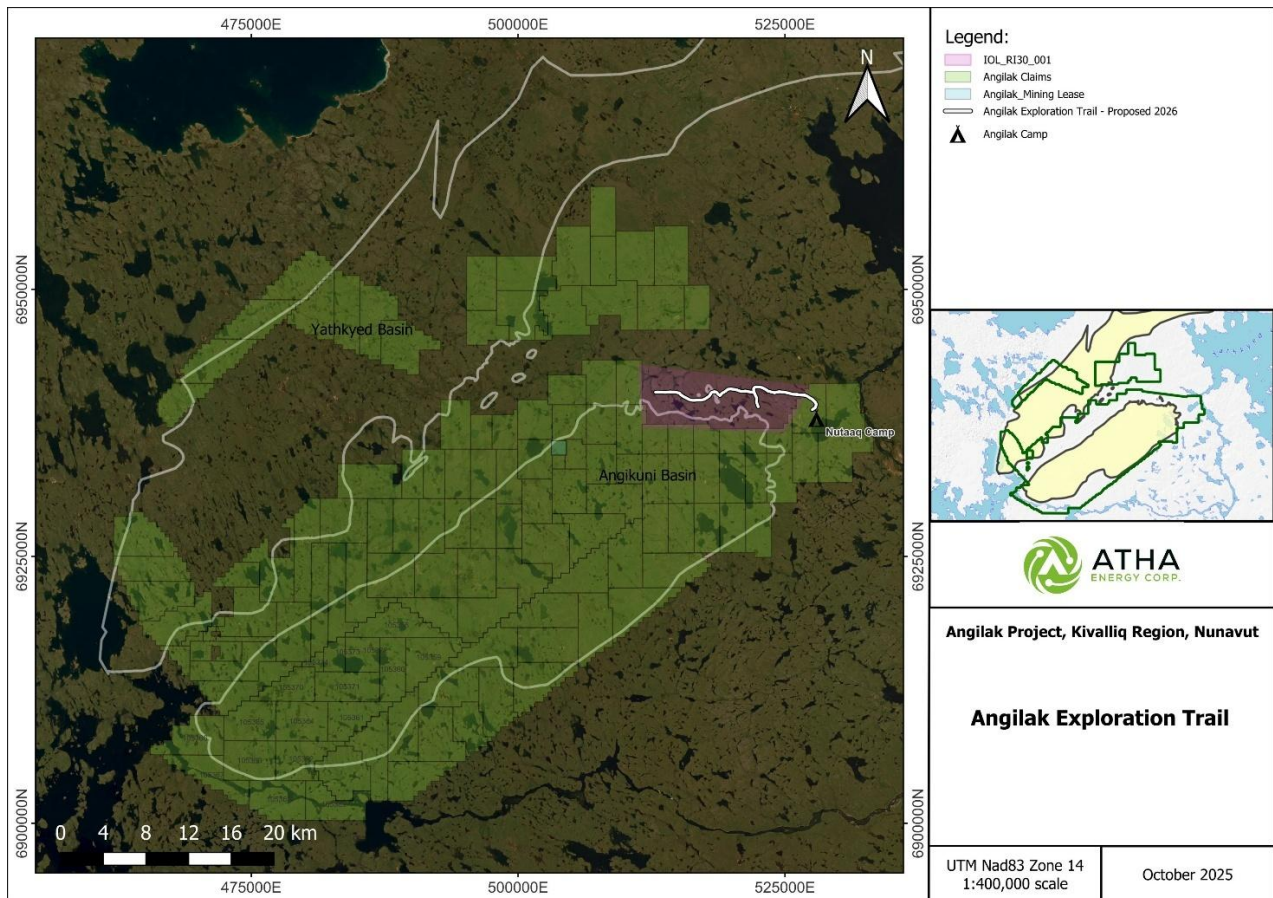 475000E
500000E
525000E
6950000N
6925000N
6900000N
6950000N
6925000N
6900000N
N
Yathkyed Basin
Angikuni Basin
Nutaaq Camp
0 4 8 12 16 20 km
475000E
500000E
525000E
Legend:
IOL_RI30_001
Angilak Claims
Angilak_Mining Lease
Angilak Exploration Trail - Proposed 2026
Angilak Camp
ATHA
ENERGY CORP.
Angilak Project, Kivalliq Region, Nunavut
Angilak Exploration Trail
UTM Nad83 Zone 14
1:400,000 scale
October 2025